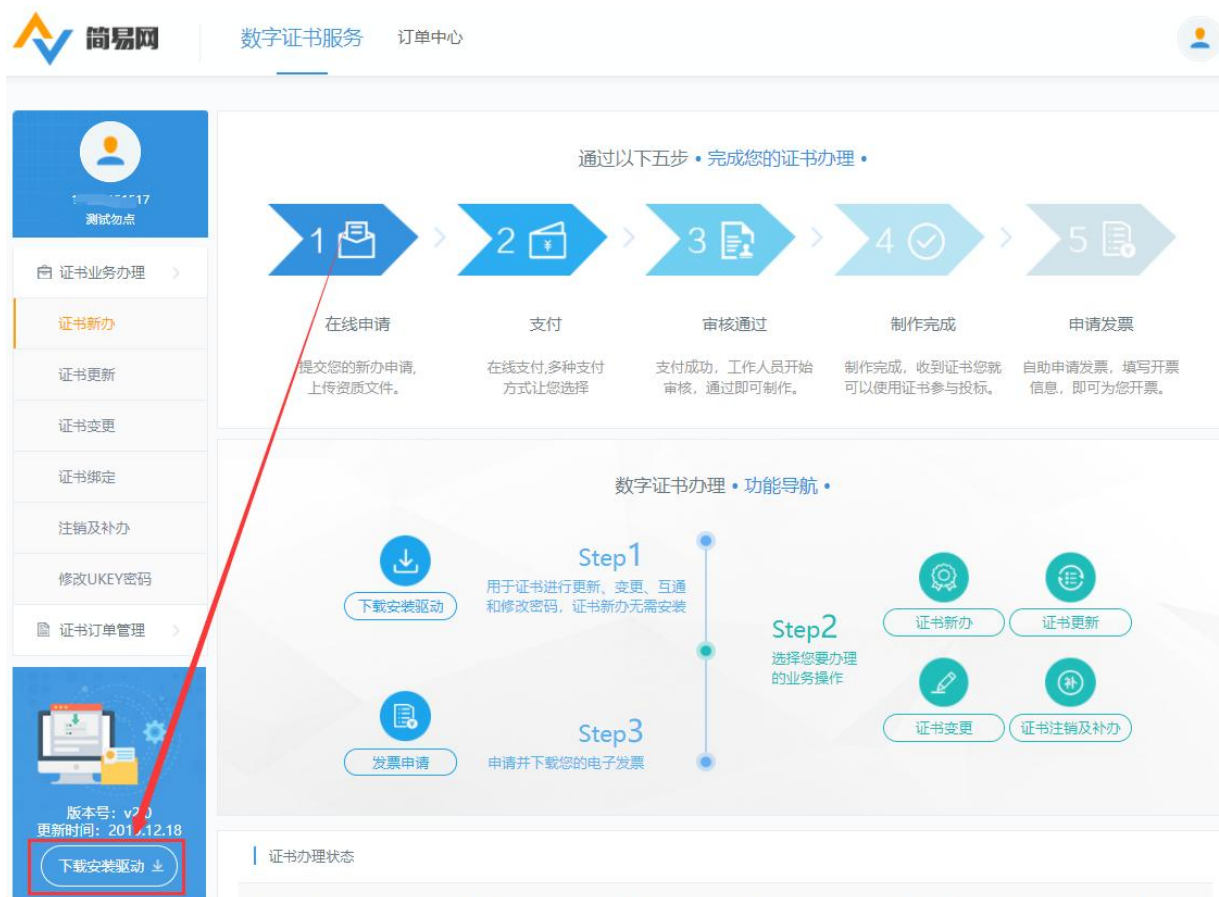 简易网
数字证书服务
订单中心
测试勿点
证书业务办理
证书新办
证书更新
证书变更
证书绑定
注销及补办
修改UKEY密码
证书订单管理
更新时间：
下载安装驱动
通过以下五步 • 完成您的证书办理 •
1
2
3
4
5
在线申请
支付
审核通过
制作完成
申请发票
提交您的新办申请,
上传资质文件。
在线支付,多种支付
方式让您选择
支付成功，工作人员开始
审核，通过即可制作。
制作完成，收到证书您就
可以使用证书参与投标。
自助申请发票，填写开票
信息，即可为您开票。
数字证书办理 • 功能导航 •
下载安装驱动
Step1
用于证书进行更新、变更、互通
和修改密码，证书新办无需安装
Step2
选择您要办理
的业务操作
证书新办
证书更新
补
证书变更
证书注销及补办
发票申请
Step3
申请并下载您的电子发票
证书办理状态